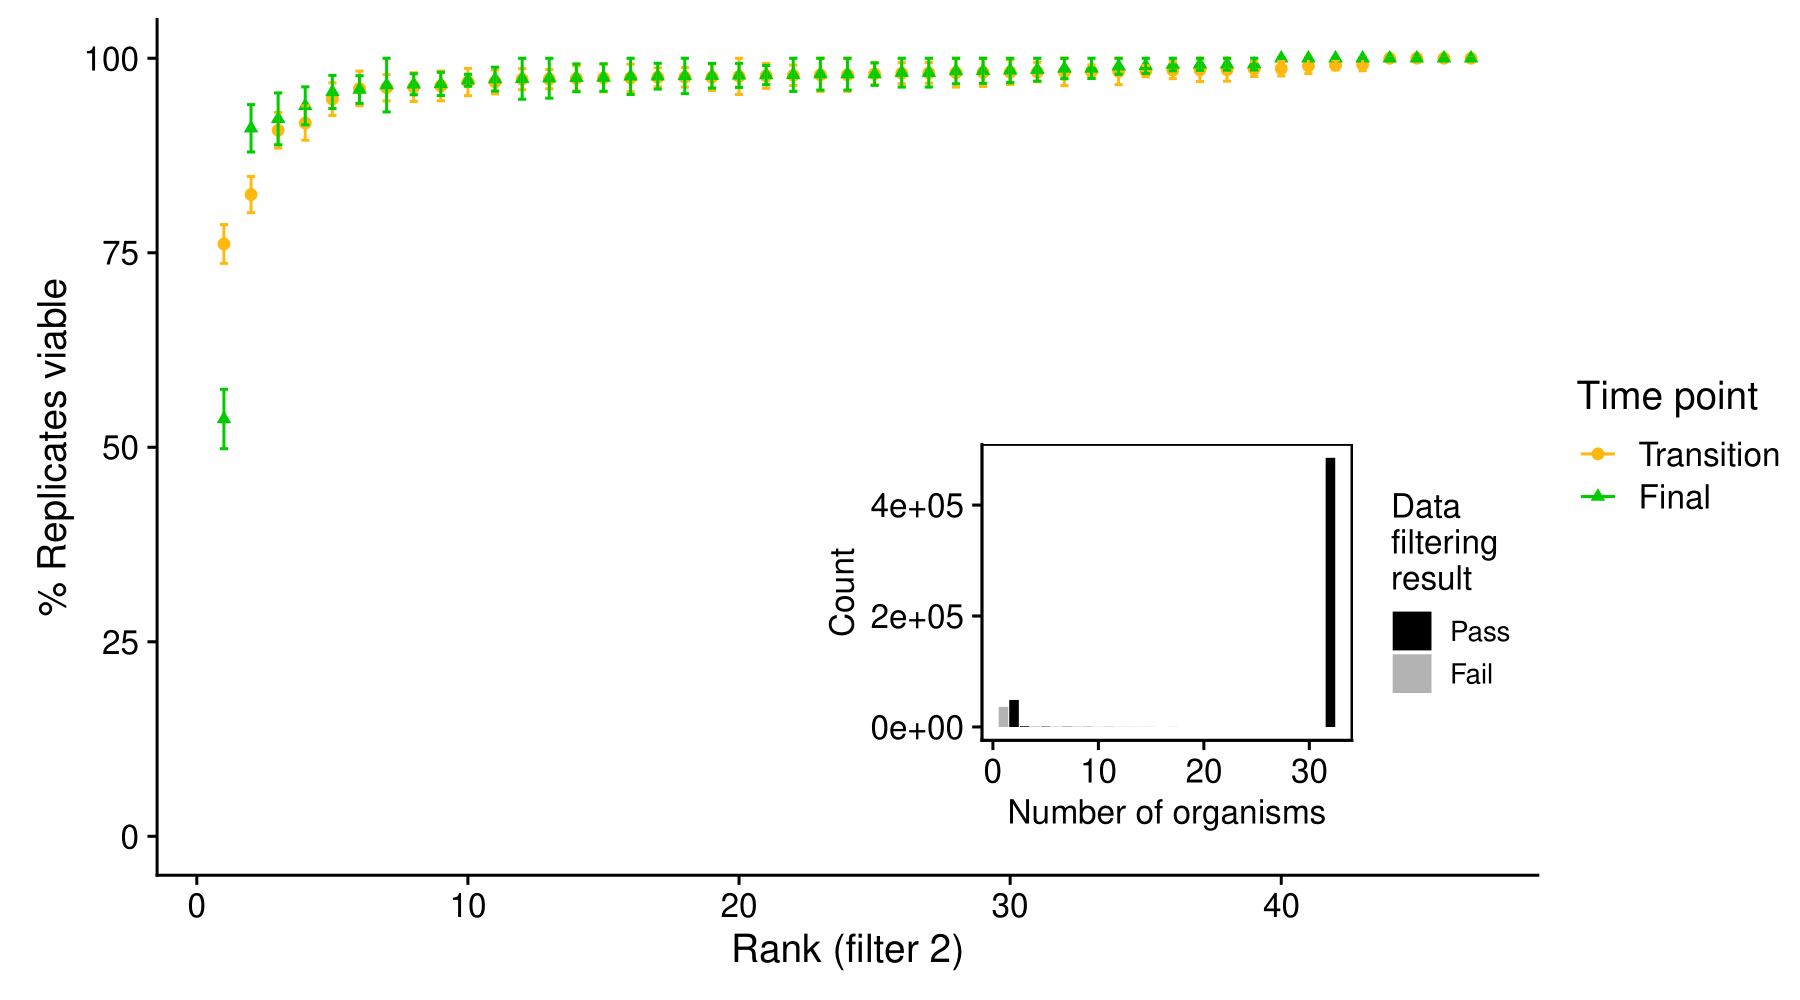 % Replicates viable
100
75
50
25
0
0
10
20
30
40
Rank (filter 2)
Count
4e+05
2e+05
0e+00
0
10
20
30
Number of organisms
Data
filtering
result
Pass
Fail
Time point
Transition
Final